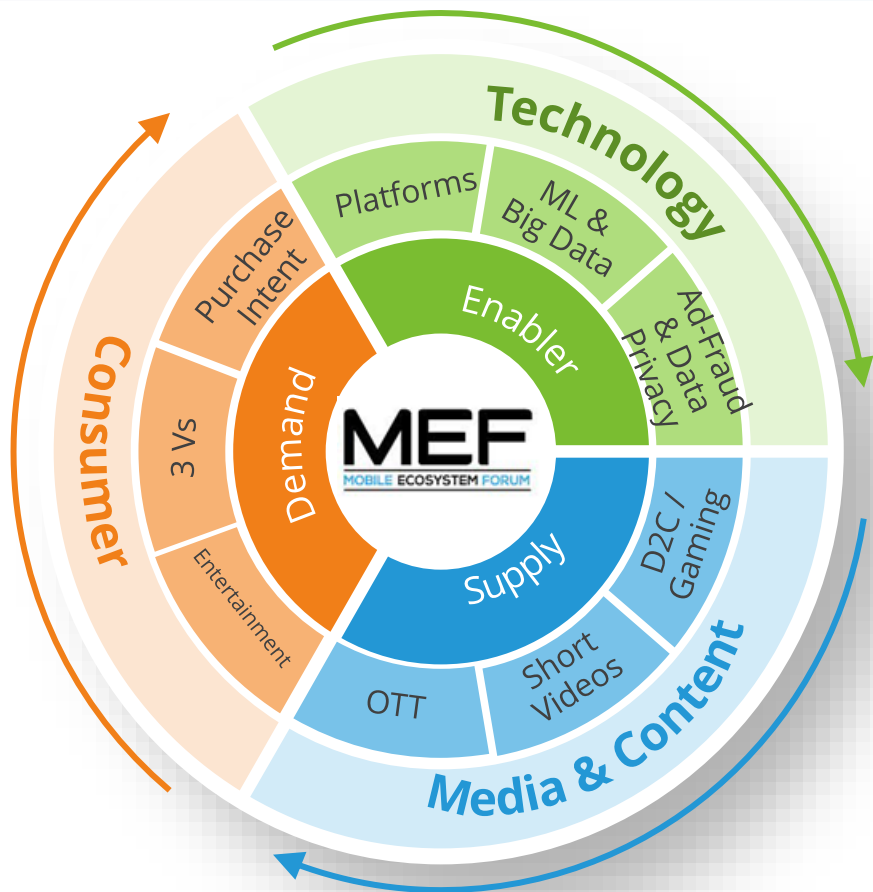 Technology
Platforms
ML &
Big Data
Ad-Fraud
& Data
Privacy
Enabler
Consumer
Purchase
Intent
3 Vs
Entertainment
Demand
MEF
MOBILE ECOSYSTEM FORUM
Supply
D2C /
Gaming
Short
Videos
OTT
Media & Content